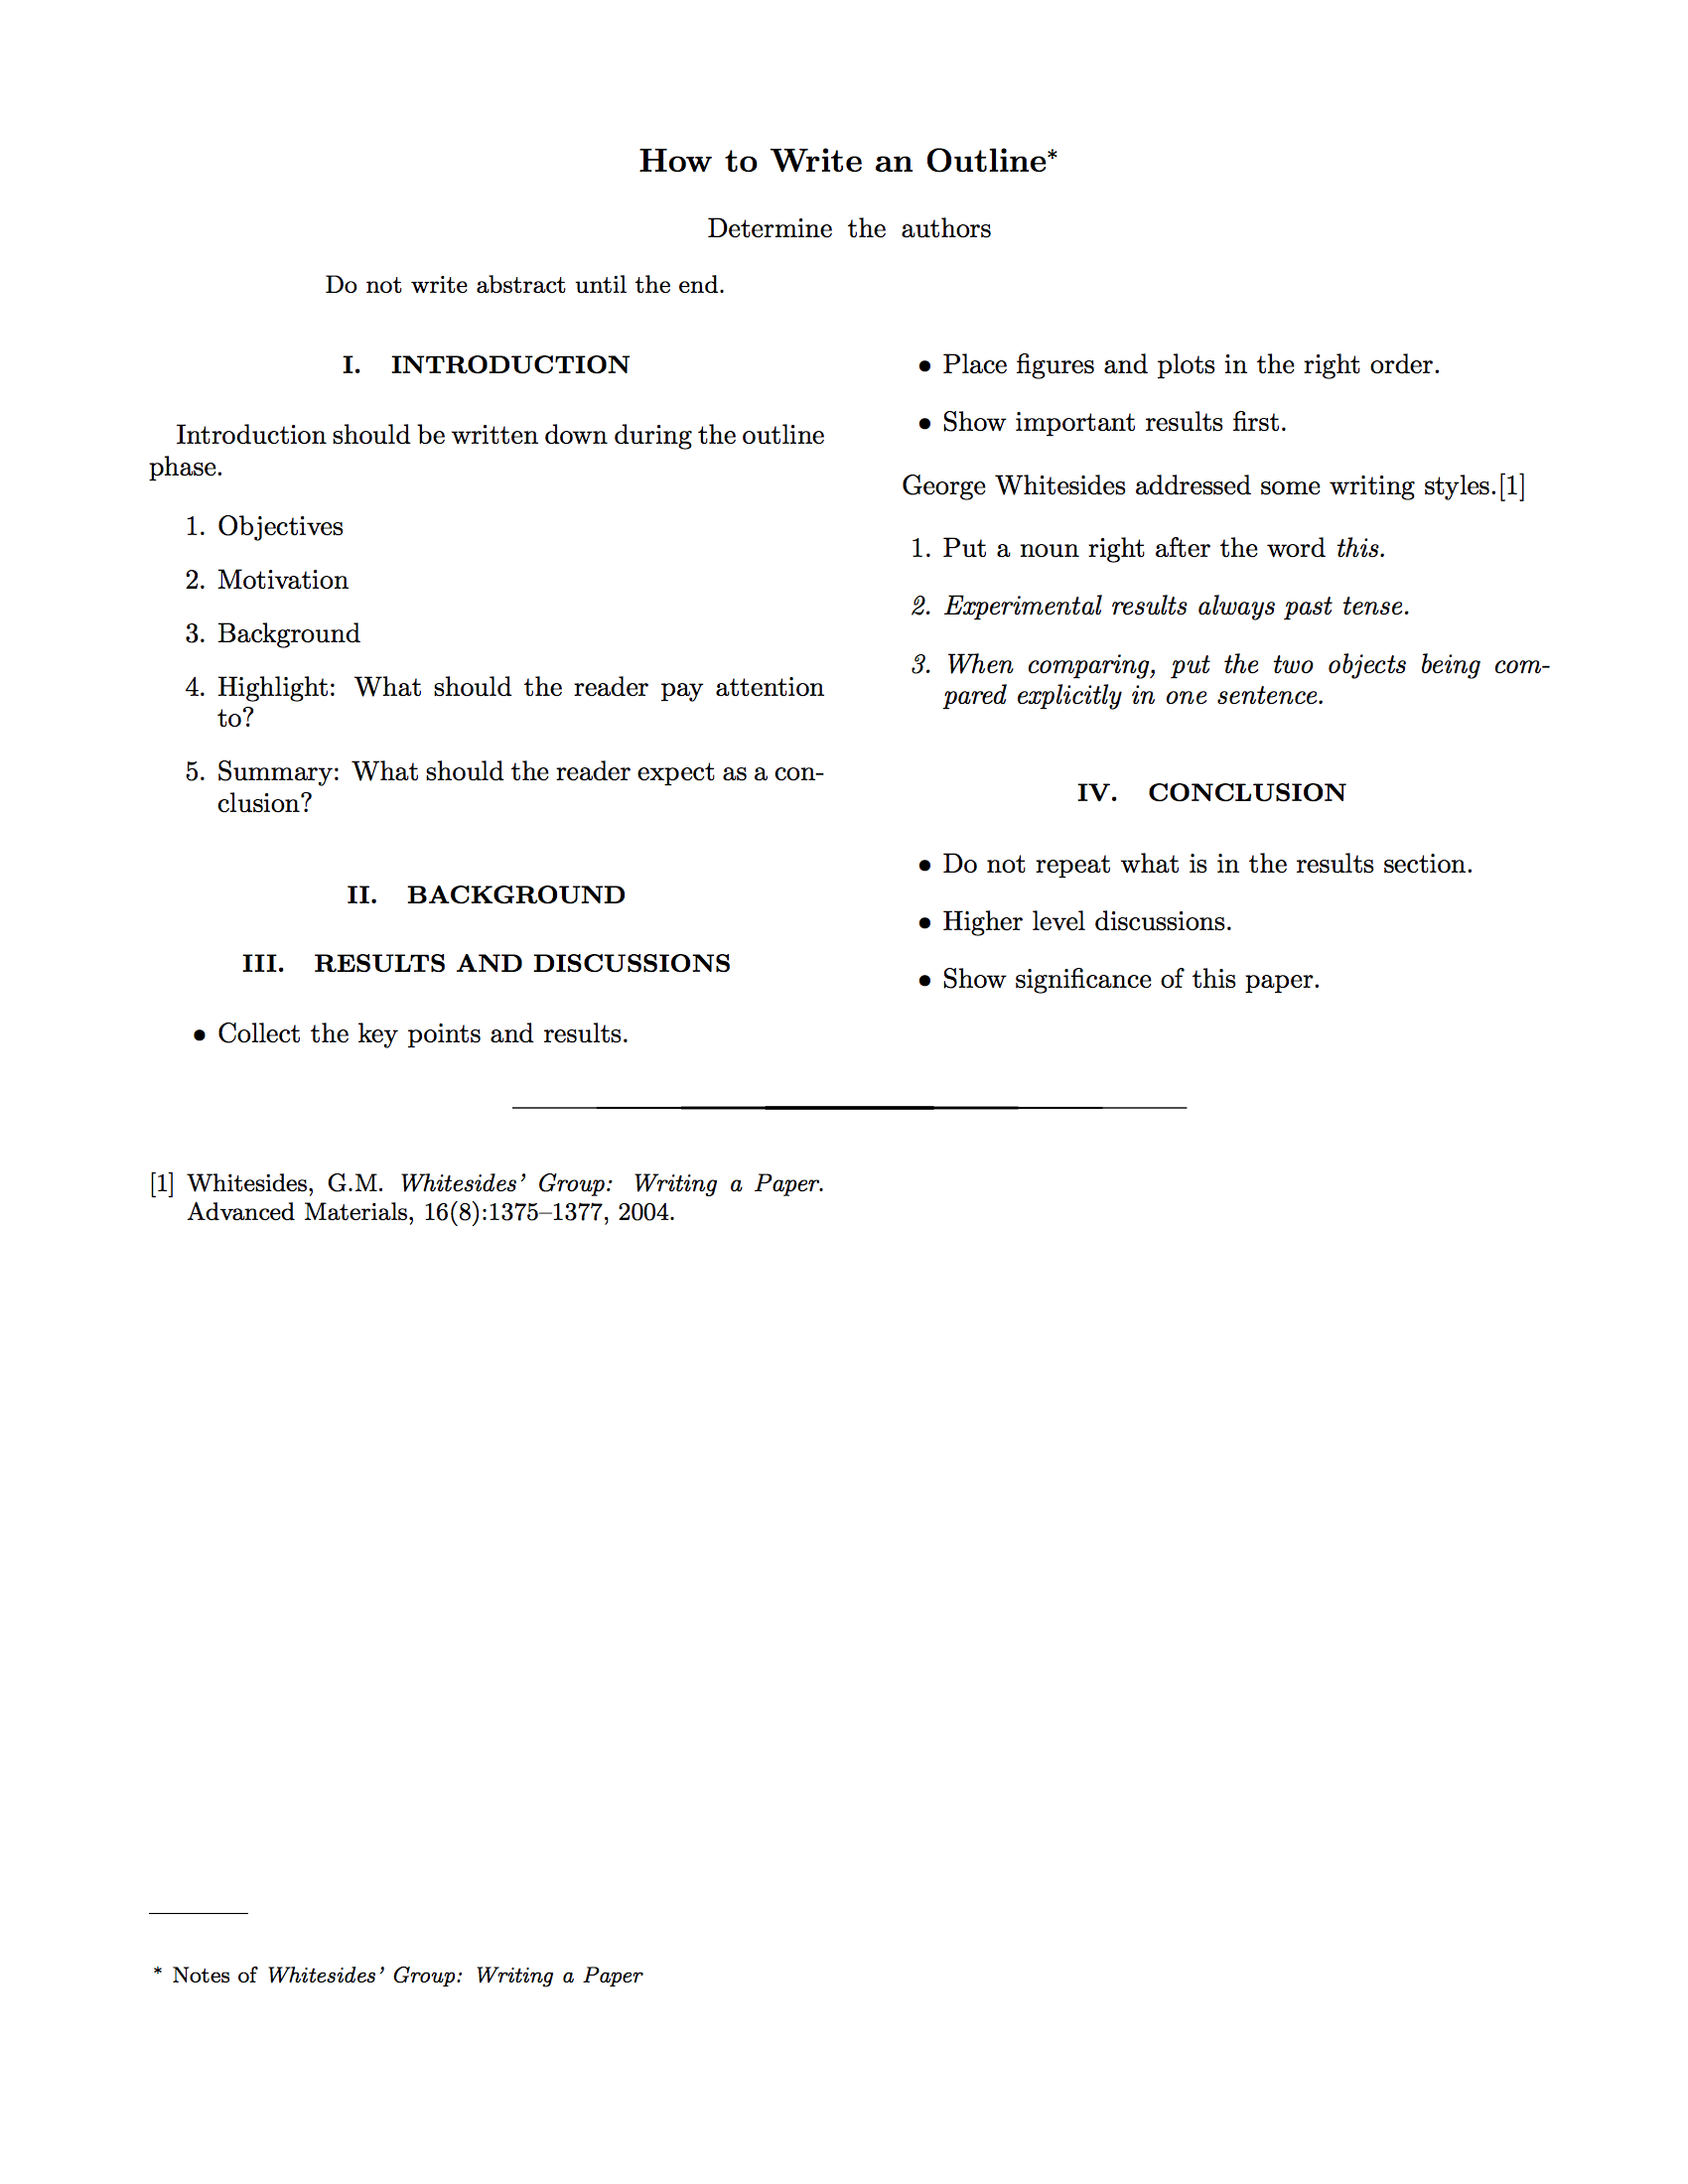 How to Write an Outline*
Determine the authors
Do not write abstract until the end.
I. INTRODUCTION
Introduction should be written down during the outline
phase.
1. Objectives
2. Motivation
3. Background
4. Highlight: What should the reader pay attention
to?
5. Summary: What should the reader expect as a con-
clusion?
II. BACKGROUND
III. RESULTS AND DISCUSSIONS
• Collect the key points and results.
• Place figures and plots in the right order.
• Show important results first.
George Whitesides addressed some writing styles.[1]
1. Put a noun right after the word this.
2. Experimental results always past tense.
3. When comparing, put the two objects being com-
pared explicitly in one sentence.
IV. CONCLUSION
• Do not repeat what is in the results section.
• Higher level discussions.
• Show significance of this paper.
[1] Whitesides, G.M. Whitesides' Group: Writing a Paper.
Advanced Materials, 16(8):1375–1377, 2004.
* Notes of Whitesides' Group: Writing a Paper